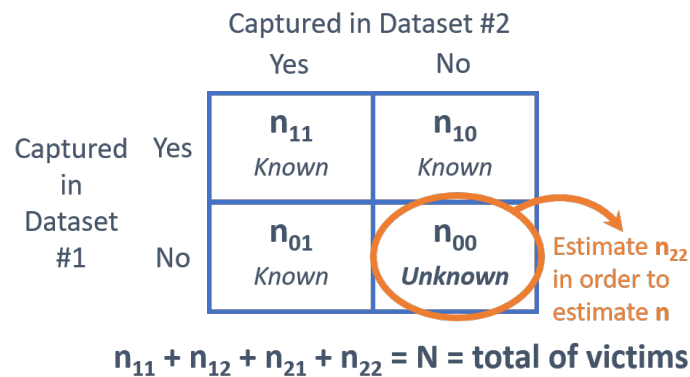 Captured in Dataset #2
Yes No
n₁₁ n₁₀
Captured Yes Known Known
in
Dataset n₀₁ n₀₀
#1 No Known Unknown
Estimate n₂₂
in order to
estimate n
n₁₁ + n₁₂ + n₂₁ + n₂₂ = N = total of victims